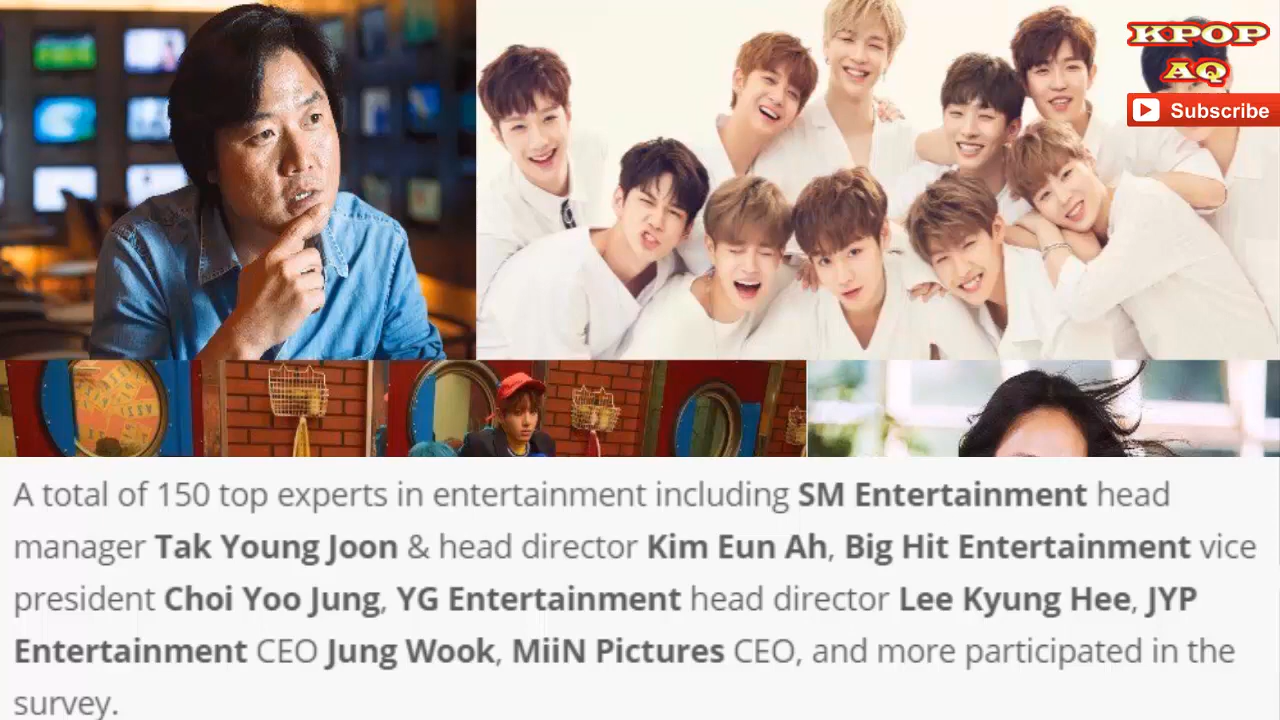 KPOP
AQ
Subscribe
A total of 150 top experts in entertainment including SM Entertainment head
manager Tak Young Joon & head director Kim Eun Ah, Big Hit Entertainment vice
president Choi Yoo Jung, YG Entertainment head director Lee Kyung Hee, JYP
Entertainment CEO Jung Wook, MiiN Pictures CEO, and more participated in the
survey.